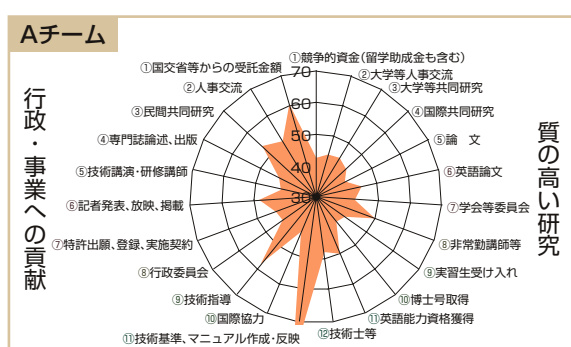 Aチーム
行政・事業への貢献
質の高い研究
①競争的資金(留学助成金も含む)
②大学等人事交流
③大学等共同研究
④国際共同研究
⑤論 文
⑥英語論文
⑦学会等委員会
⑧非常勤講師等
⑨実習生受け入れ
⑩博士号取得
⑪英語能力資格獲得
⑫技術士等
①国交省等からの受託金額
②人事交流
③民間共同研究
④専門誌論述、出版
⑤技術講演・研修講師
⑥記者発表、放映、掲載
⑦特許出願、登録、実施契約
⑧行政委員会
⑨技術指導
⑩国際協力
⑪技術基準、マニュアル作成・反映
70
60
50
40
30